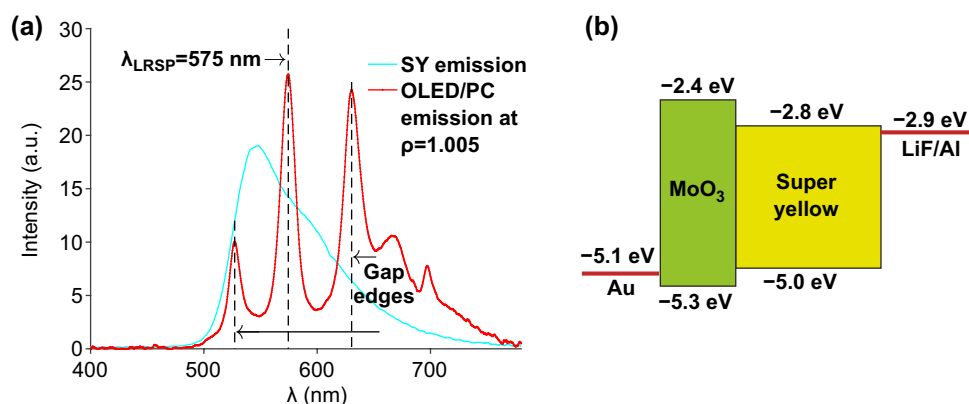 (a)
30
25
20
15
10
5
0
Intensity (a.u.)
400
500
600
700
λ (nm)
λLRSP=575 nm
SY emission
OLED/PC
emission at
ρ=1.005
Gap
edges
(b)
−2.4 eV
−2.8 eV
−2.9 eV
LiF/Al
MoO3
Super
yellow
−5.1 eV
Au
−5.3 eV
−5.0 eV